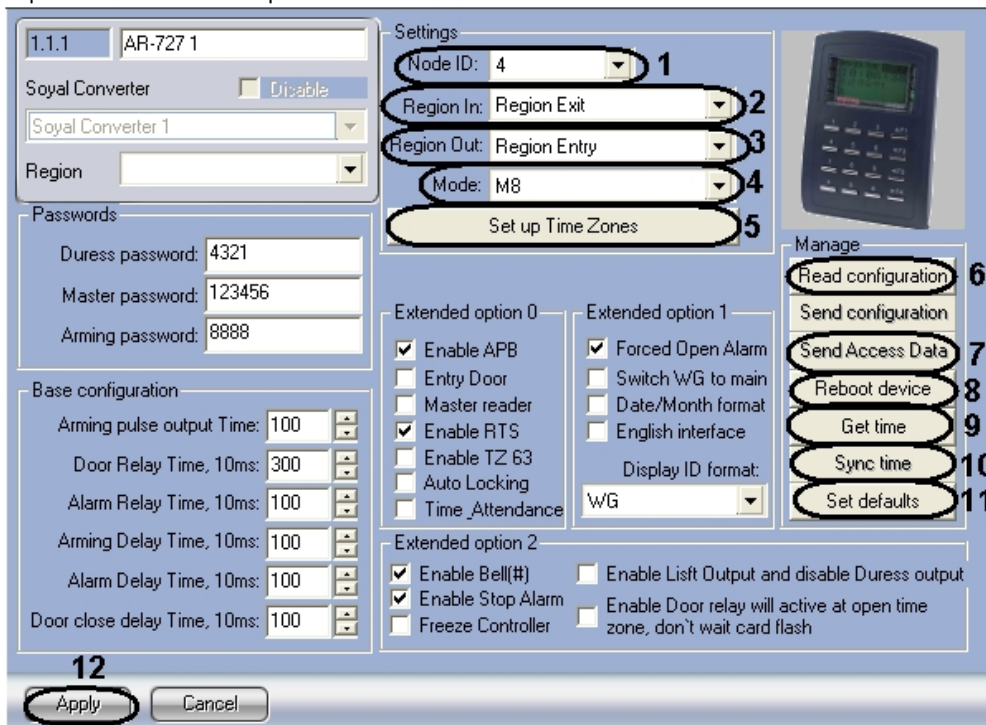 1.1.1 AR-727 1
Soyal Converter Disable
Soyal Converter 1
Region
Passwords
Duress password: 4321
Master password: 123456
Arming password: 8888
Base configuration
Arming pulse output Time: 100
Door Relay Time, 10ms: 300
Alarm Relay Time, 10ms: 100
Arming Delay Time, 10ms: 100
Alarm Delay Time, 10ms: 100
Door close delay Time, 10ms: 100
Settings
Node ID: 4 1
Region In: Region Exit 2
Region Out: Region Entry 3
Mode: M8 4
Set up Time Zones 5
Extended option 0
Enable APB
Entry Door
Master reader
Enable RTS
Enable TZ 63
Auto Locking
Time_Attendance
Extended option 1
Forced Open Alarm
Switch WG to main
Date/Month format
English interface
Display ID format:
WG
Extended option 2
Enable Bell(#)
Enable Stop Alarm
Freeze Controller
Enable Lisft Output and disable Duress output
Enable Door relay will active at open time
zone, don`t wait card flash
Manage
Read configuration 6
Send configuration
Send Access Data 7
Reboot device 8
Get time 9
Sync time 10
Set defaults 11
12
Apply Cancel